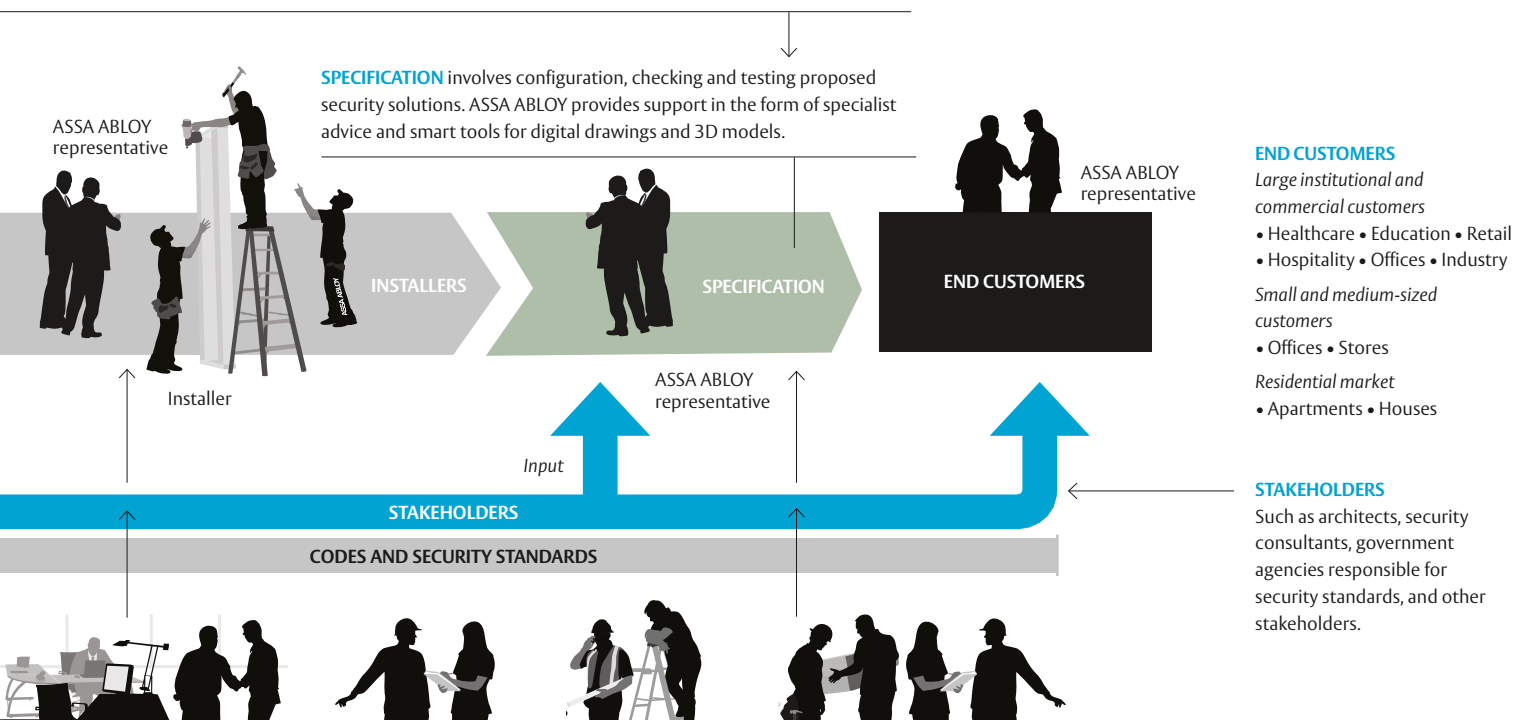 SPECIFICATION involves configuration, checking and testing proposed
security solutions. ASSA ABLOY provides support in the form of specialist
advice and smart tools for digital drawings and 3D models.
ASSA ABLOY
representative
ASSA ABLOY
representative
INSTALLERS
ASSA ABLOY
SPECIFICATION
END CUSTOMERS
Installer
ASSA ABLOY
representative
Input
STAKEHOLDERS
CODES AND SECURITY STANDARDS
END CUSTOMERS
Large institutional and
commercial customers
• Healthcare • Education • Retail
• Hospitality • Offices • Industry
Small and medium-sized
customers
• Offices • Stores
Residential market
• Apartments • Houses
STAKEHOLDERS
Such as architects, security
consultants, government
agencies responsible for
security standards, and other
stakeholders.